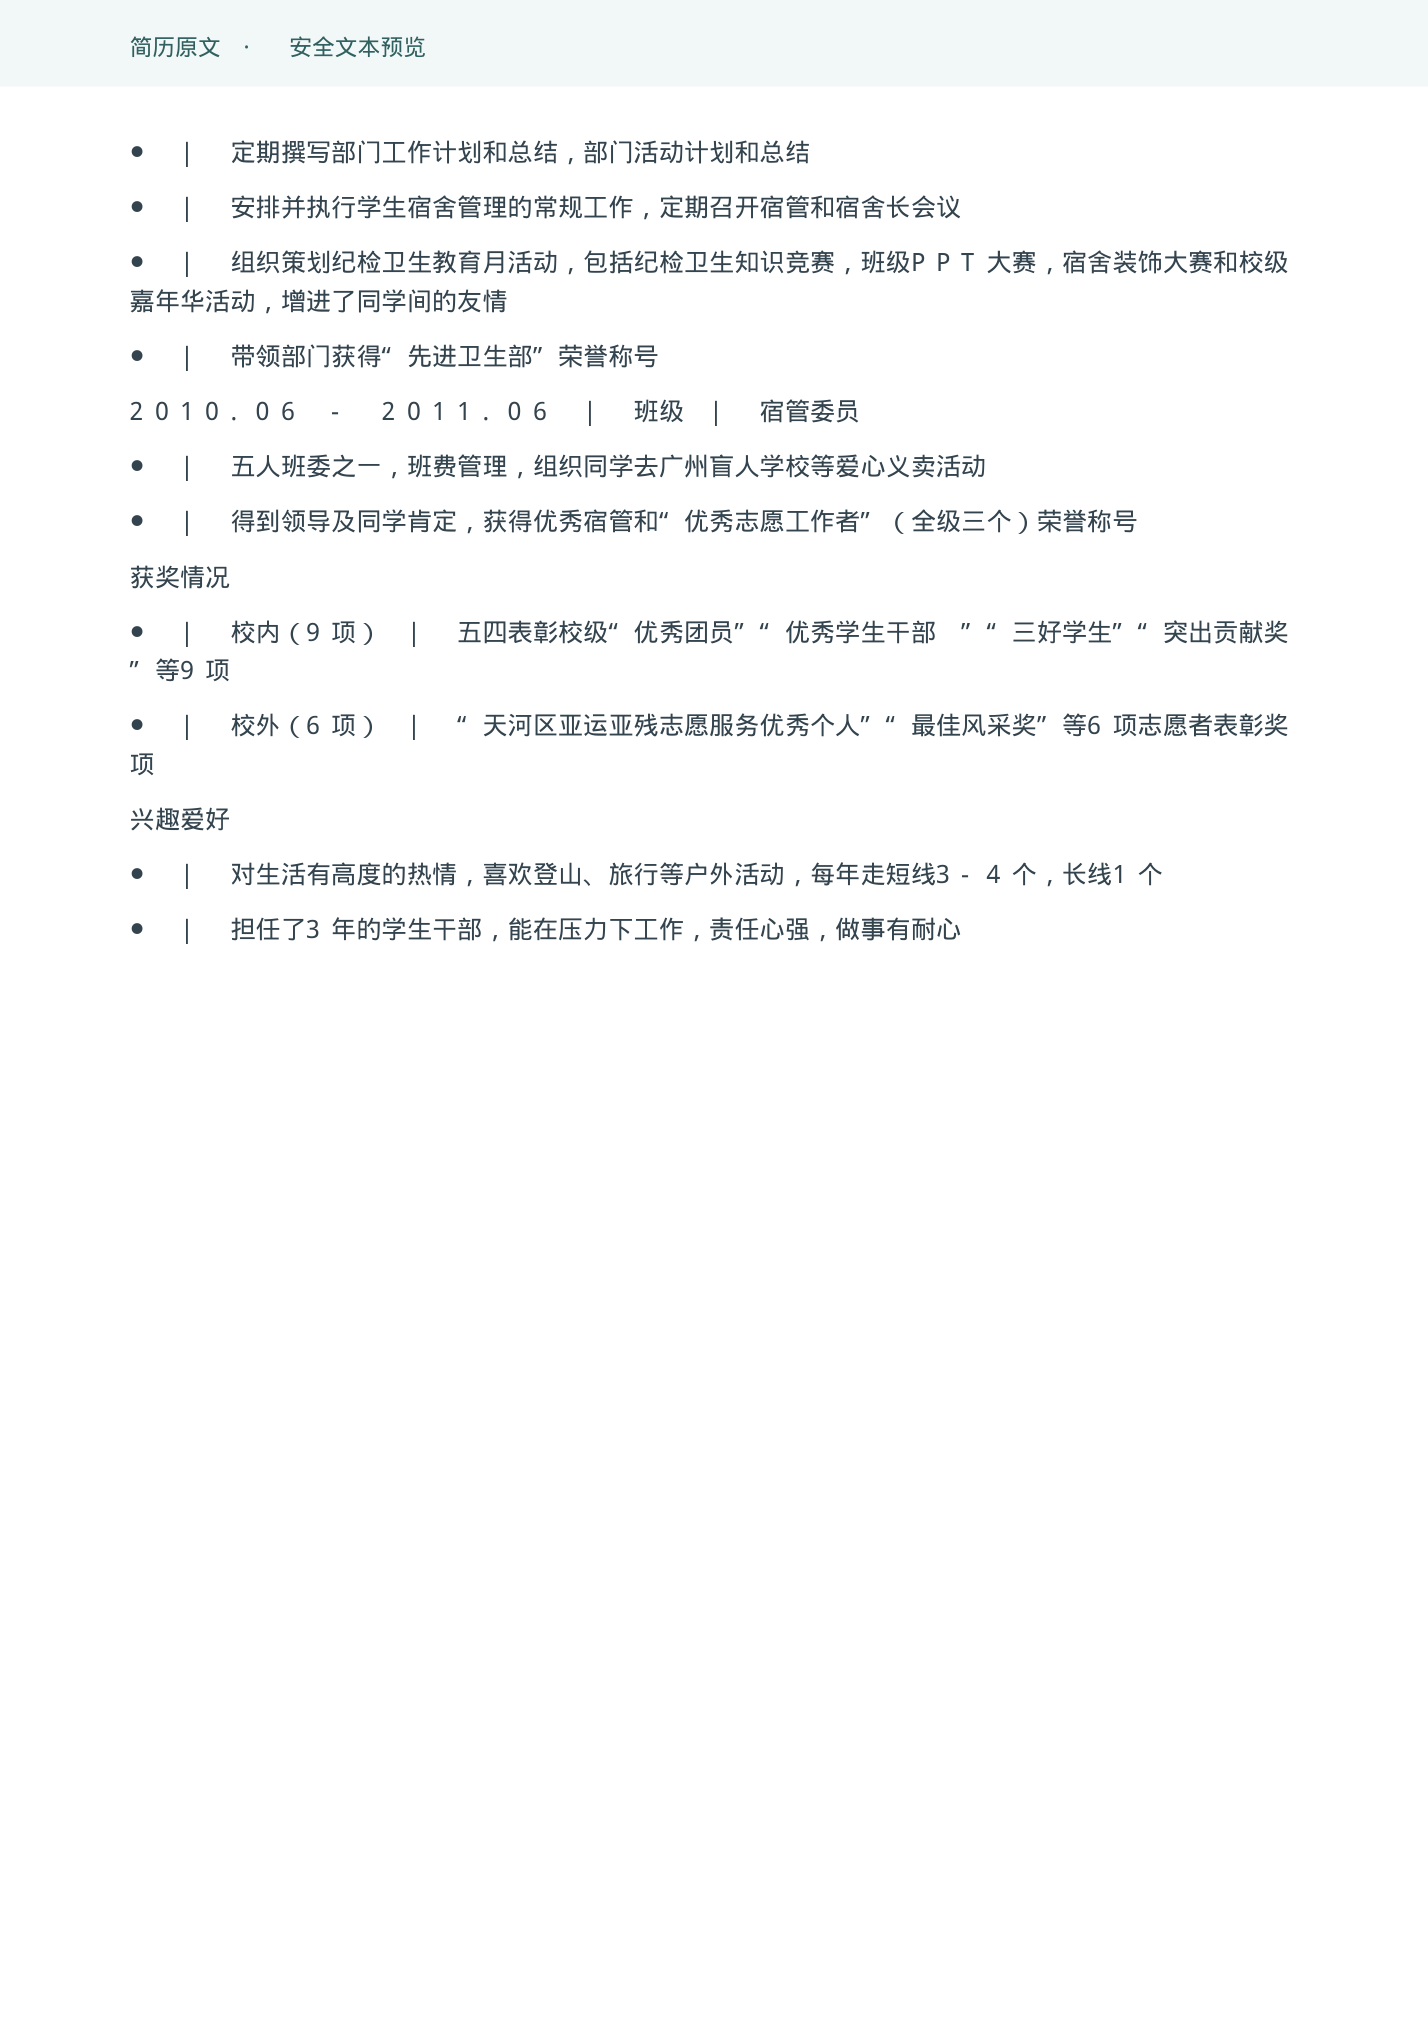 简历原文 · 安全文本预览
● | 定期撰写部门工作计划和总结，部门活动计划和总结
● | 安排并执行学生宿舍管理的常规工作，定期召开宿管和宿舍长会议
● | 组织策划纪检卫生教育月活动，包括纪检卫生知识竞赛，班级PPT大赛，宿舍装饰大赛和校级
嘉年华活动，增进了同学间的友情
● | 带领部门获得“先进卫生部”荣誉称号
2010.06 - 2011.06 | 班级 | 宿管委员
● | 五人班委之一，班费管理，组织同学去广州盲人学校等爱心义卖活动
● | 得到领导及同学肯定，获得优秀宿管和“优秀志愿工作者”（全级三个）荣誉称号
获奖情况
● | 校内（9项） | 五四表彰校级“优秀团员”“优秀学生干部 ”“三好学生”“突出贡献奖
”等9项
● | 校外（6项） | “天河区亚运亚残志愿服务优秀个人”“最佳风采奖”等6项志愿者表彰奖
项
兴趣爱好
● | 对生活有高度的热情，喜欢登山、旅行等户外活动，每年走短线3-4个，长线1个
● | 担任了3年的学生干部，能在压力下工作，责任心强，做事有耐心